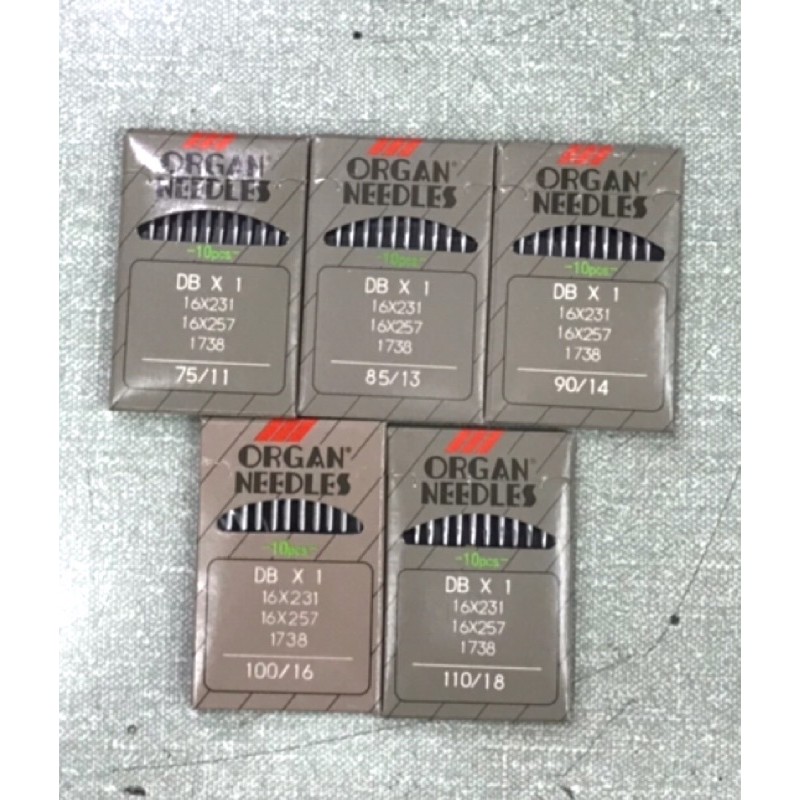 ORGAN®
NEEDLES
-10pcs.-
DB X 1
16X231
16X257
1738
75/11
ORGAN®
NEEDLES
-10pcs.-
DB X 1
16X231
16X257
1738
85/13
ORGAN®
NEEDLES
-10pcs.-
DB X 1
16X231
16X257
1738
90/14
ORGAN®
NEEDLES
-10pcs.-
DB X 1
16X231
16X257
1738
100/16
ORGAN®
NEEDLES
-10pcs.-
DB X 1
16X231
16X257
1738
110/18